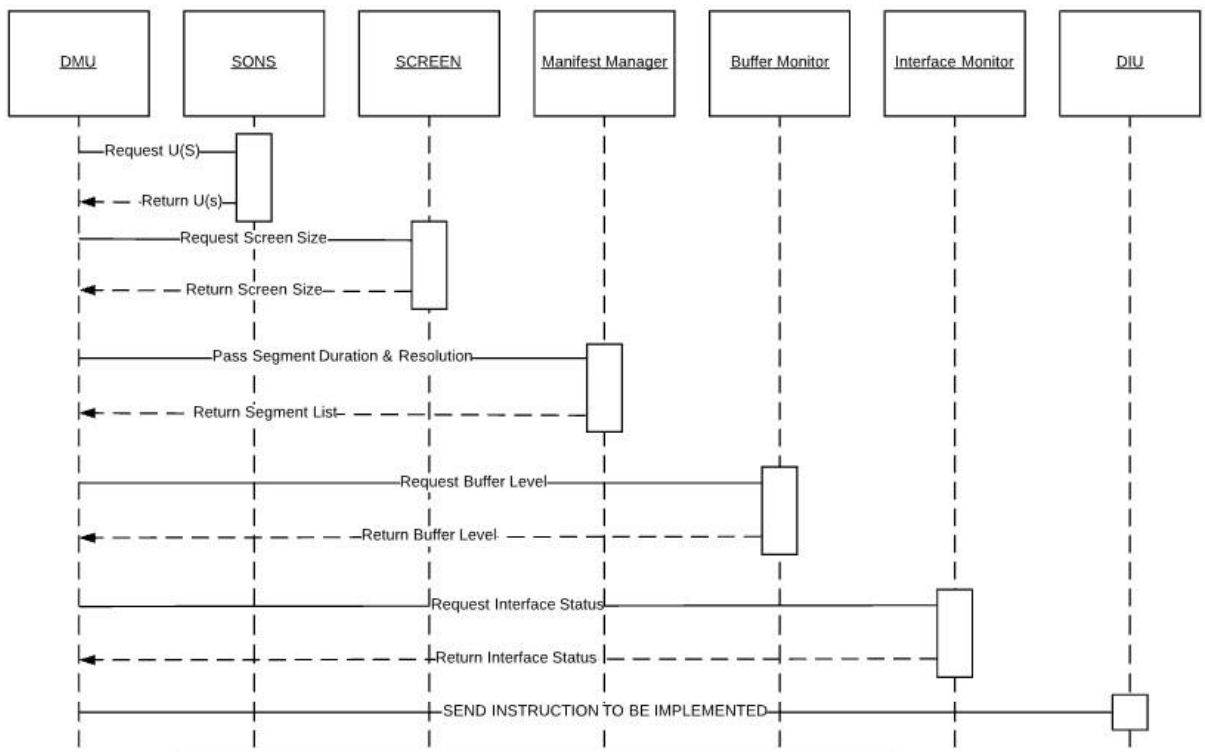 DMU
SONS
SCREEN
Manifest Manager
Buffer Monitor
Interface Monitor
DIU
Request U(S)
Return U(s)
Request Screen Size
Return Screen Size
Pass Segment Duration & Resolution
Return Segment List
Request Buffer Level
Return Buffer Level
Request Interface Status
Return Interface Status
SEND INSTRUCTION TO BE IMPLEMENTED